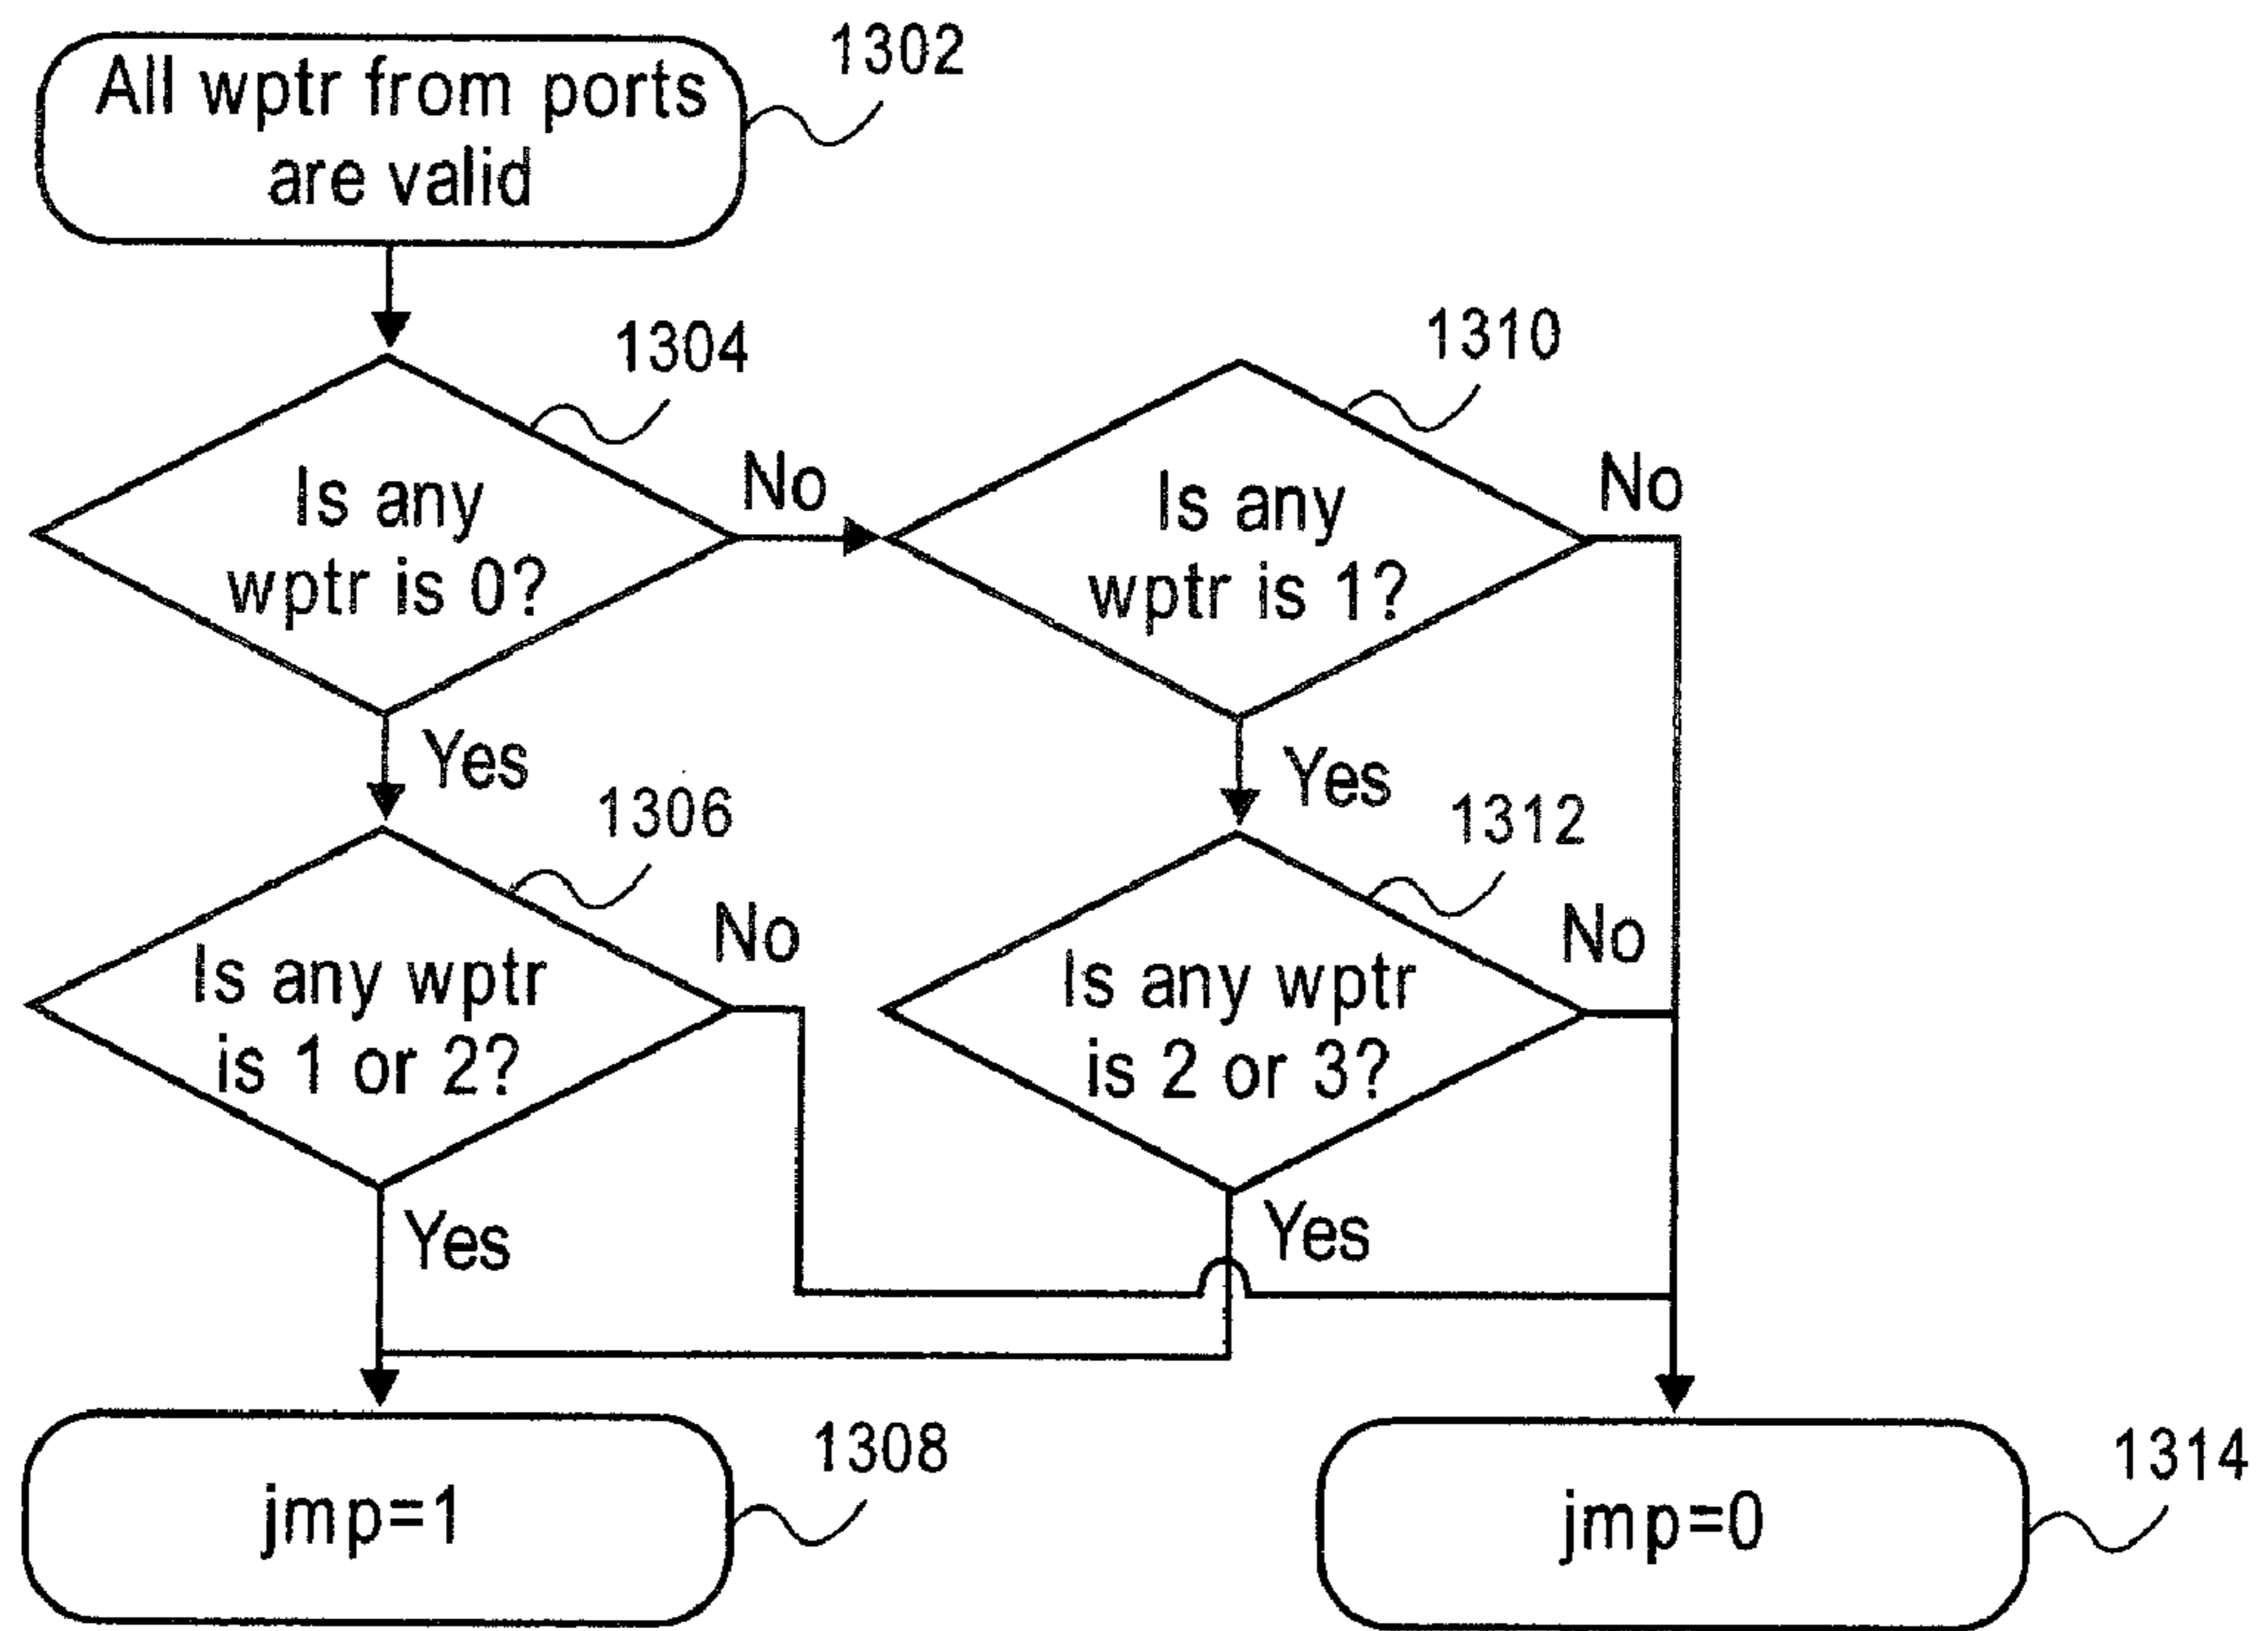 All wptr from ports
are valid
1302
1304
Is any
wptr is 0?
No
Yes
1310
Is any
wptr is 1?
No
Yes
1306
Is any wptr
is 1 or 2?
No
Yes
1312
Is any wptr
is 2 or 3?
No
Yes
jmp=1
1308
jmp=0
1314